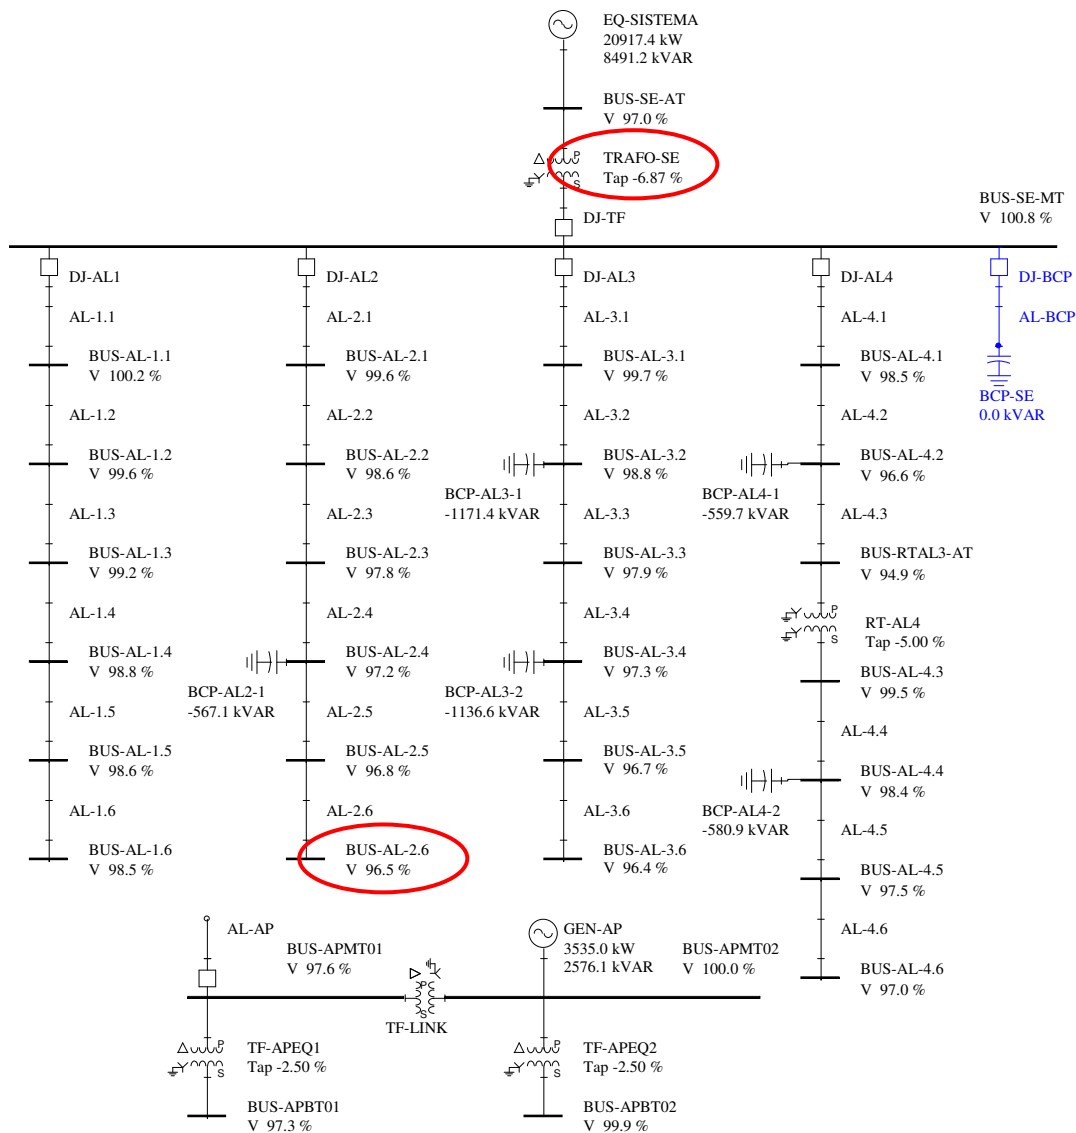 EQ-SISTEMA
20917.4 kW
8491.2 kVAR
BUS-SE-AT
V 97.0 %
P
S
TRAFO-SE
Tap -6.87 %
DJ-TF
BUS-SE-MT
V 100.8 %
DJ-AL1
DJ-AL2
DJ-AL3
DJ-AL4
DJ-BCP
AL-1.1
AL-2.1
AL-3.1
AL-4.1
AL-BCP
BUS-AL-1.1
V 100.2 %
BUS-AL-2.1
V 99.6 %
BUS-AL-3.1
V 99.7 %
BUS-AL-4.1
V 98.5 %
BCP-SE
0.0 kVAR
AL-1.2
AL-2.2
AL-3.2
AL-4.2
BUS-AL-1.2
V 99.6 %
BUS-AL-2.2
V 98.6 %
BUS-AL-3.2
V 98.8 %
BUS-AL-4.2
V 96.6 %
BCP-AL3-1
-1171.4 kVAR
BCP-AL4-1
-559.7 kVAR
AL-1.3
AL-2.3
AL-3.3
AL-4.3
BUS-AL-1.3
V 99.2 %
BUS-AL-2.3
V 97.8 %
BUS-AL-3.3
V 97.9 %
BUS-RTAL3-AT
V 94.9 %
AL-1.4
AL-2.4
AL-3.4
P
S
RT-AL4
Tap -5.00 %
BUS-AL-1.4
V 98.8 %
BUS-AL-2.4
V 97.2 %
BUS-AL-3.4
V 97.3 %
BUS-AL-4.3
V 99.5 %
BCP-AL2-1
-567.1 kVAR
BCP-AL3-2
-1136.6 kVAR
AL-1.5
AL-2.5
AL-3.5
AL-4.4
BUS-AL-1.5
V 98.6 %
BUS-AL-2.5
V 96.8 %
BUS-AL-3.5
V 96.7 %
BUS-AL-4.4
V 98.4 %
BCP-AL4-2
-580.9 kVAR
AL-1.6
AL-2.6
AL-3.6
AL-4.5
BUS-AL-1.6
V 98.5 %
BUS-AL-2.6
V 96.5 %
BUS-AL-3.6
V 96.4 %
BUS-AL-4.5
V 97.5 %
AL-4.6
BUS-AL-4.6
V 97.0 %
AL-AP
BUS-APMT01
V 97.6 %
GEN-AP
3535.0 kW
2576.1 kVAR
BUS-APMT02
V 100.0 %
P
S
TF-LINK
P
S
TF-APEQ1
Tap -2.50 %
P
S
TF-APEQ2
Tap -2.50 %
BUS-APBT01
V 97.3 %
BUS-APBT02
V 99.9 %